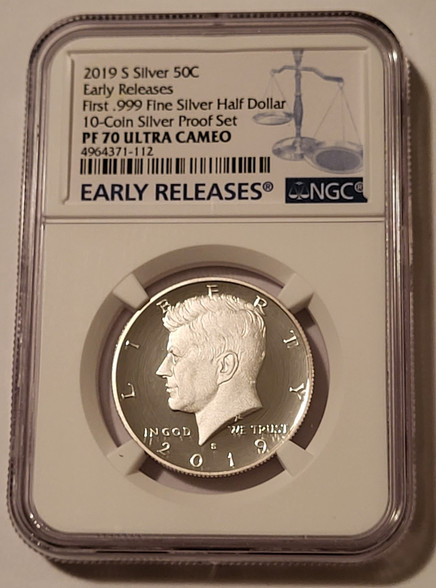 2019 S Silver 50C
Early Releases
First .999 Fine Silver Half Dollar
10-Coin Silver Proof Set
PF 70 ULTRA CAMEO
4964371-112
EARLY RELEASES®
NGC®
LIBERTY
IN GOD WE TRUST
S
2019